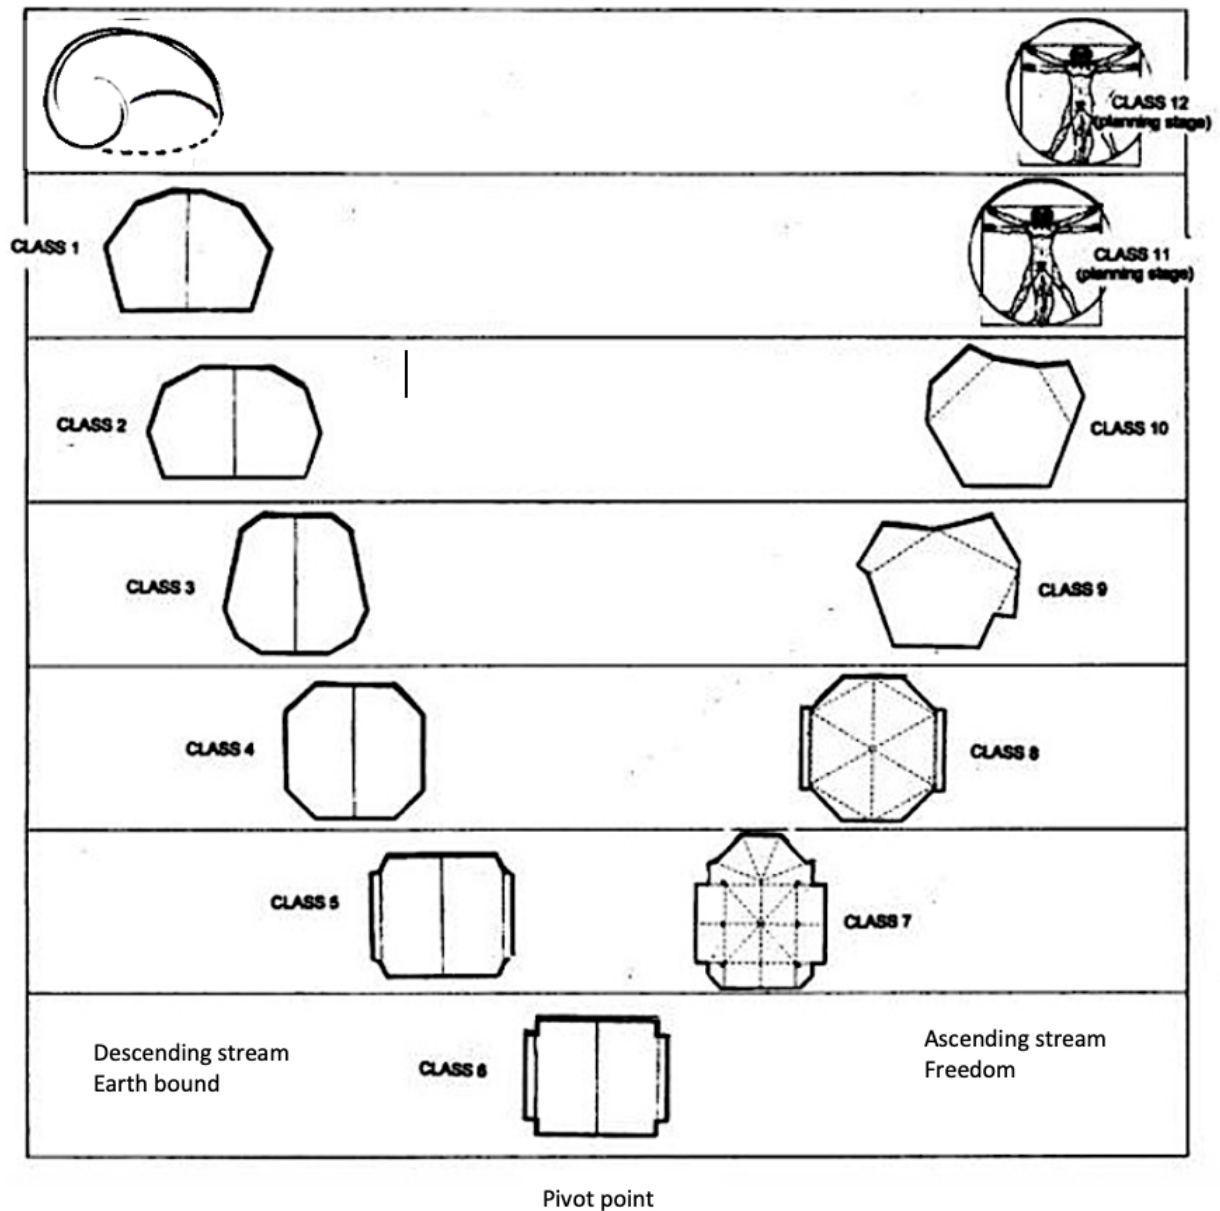 CLASS 12
(planning stage)
CLASS 1
CLASS 11
(planning stage)
CLASS 2
CLASS 10
CLASS 3
CLASS 9
CLASS 4
CLASS 8
CLASS 5
CLASS 7
Descending stream
Earth bound
CLASS 6
Ascending stream
Freedom
Pivot point